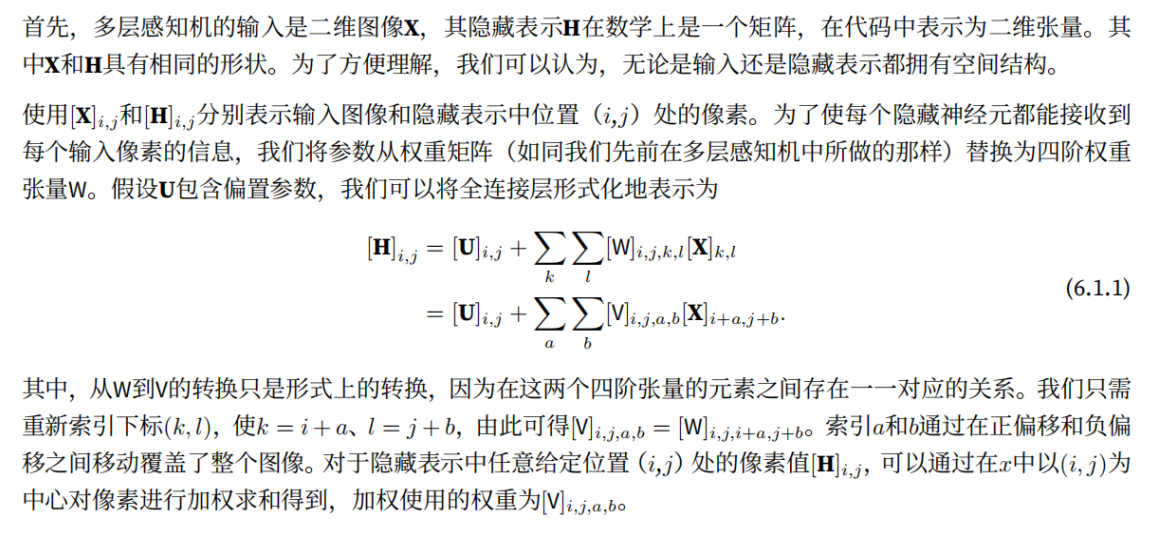 首先，多层感知机的输入是二维图像X，其隐藏表示H在数学上是一个矩阵，在代码中表示为二维张量。其
中X和H具有相同的形状。为了方便理解，我们可以认为，无论是输入还是隐藏表示都拥有空间结构。
使用[X]_{i,j}和[H]_{i,j}分别表示输入图像和隐藏表示中位置（i,j）处的像素。为了使每个隐藏神经元都能接收到
每个输入像素的信息，我们将参数从权重矩阵（如同我们先前在多层感知机中所做的那样）替换为四阶权重
张量W。假设U包含偏置参数，我们可以将全连接层形式化地表示为
[H]_{i,j} = [U]_{i,j} + ∑_k ∑_l [W]_{i,j,k,l}[X]_{k,l}
= [U]_{i,j} + ∑_a ∑_b [V]_{i,j,a,b}[X]_{i+a,j+b}.
(6.1.1)
其中，从W到V的转换只是形式上的转换，因为在这两个四阶张量的元素之间存在一一对应的关系。我们只需
重新索引下标(k, l)，使k = i + a、l = j + b，由此可得[V]_{i,j,a,b} = [W]_{i,j,i+a,j+b}。索引a和b通过在正偏移和负偏
移之间移动覆盖了整个图像。对于隐藏表示中任意给定位置（i,j）处的像素值[H]_{i,j}，可以通过在x中以(i, j)为
中心对像素进行加权求和得到，加权使用的权重为[V]_{i,j,a,b}。